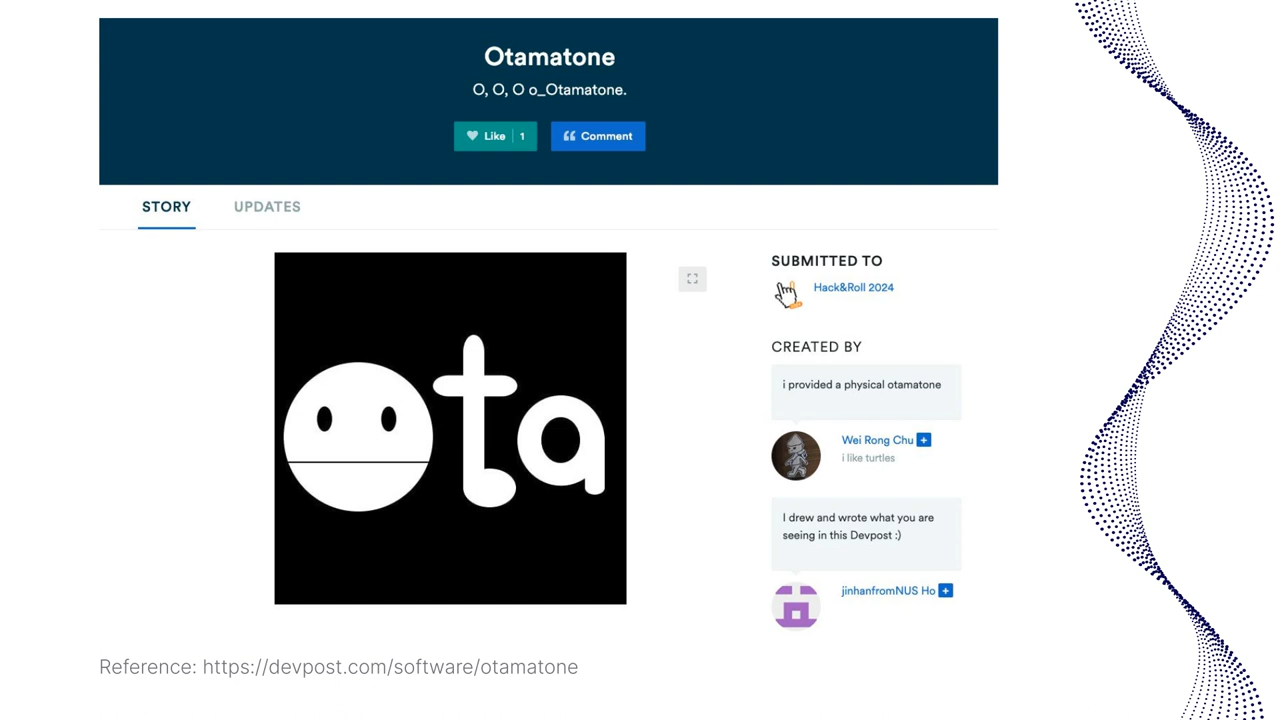 Otamatone
O, O, O o_Otamatone.
Like 1
Comment
STORY
UPDATES
ota
SUBMITTED TO
Hack&Roll 2024
CREATED BY
i provided a physical otamatone
Wei Rong Chu
i like turtles
I drew and wrote what you are
seeing in this Devpost :)
jinhanfromNUS Ho
Reference: https://devpost.com/software/otamatone